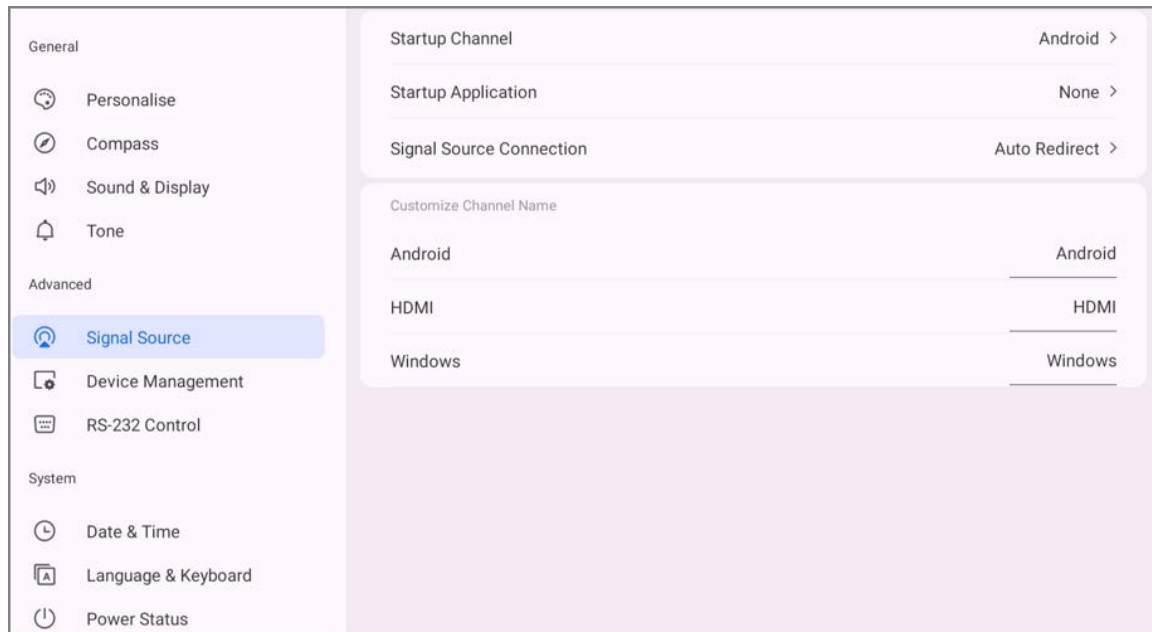 General
Personalise
Compass
Sound & Display
Tone
Advanced
Signal Source
Device Management
RS-232 Control
System
Date & Time
Language & Keyboard
Power Status
Startup Channel Android >
Startup Application None >
Signal Source Connection Auto Redirect >
Customize Channel Name
Android Android
HDMI HDMI
Windows Windows